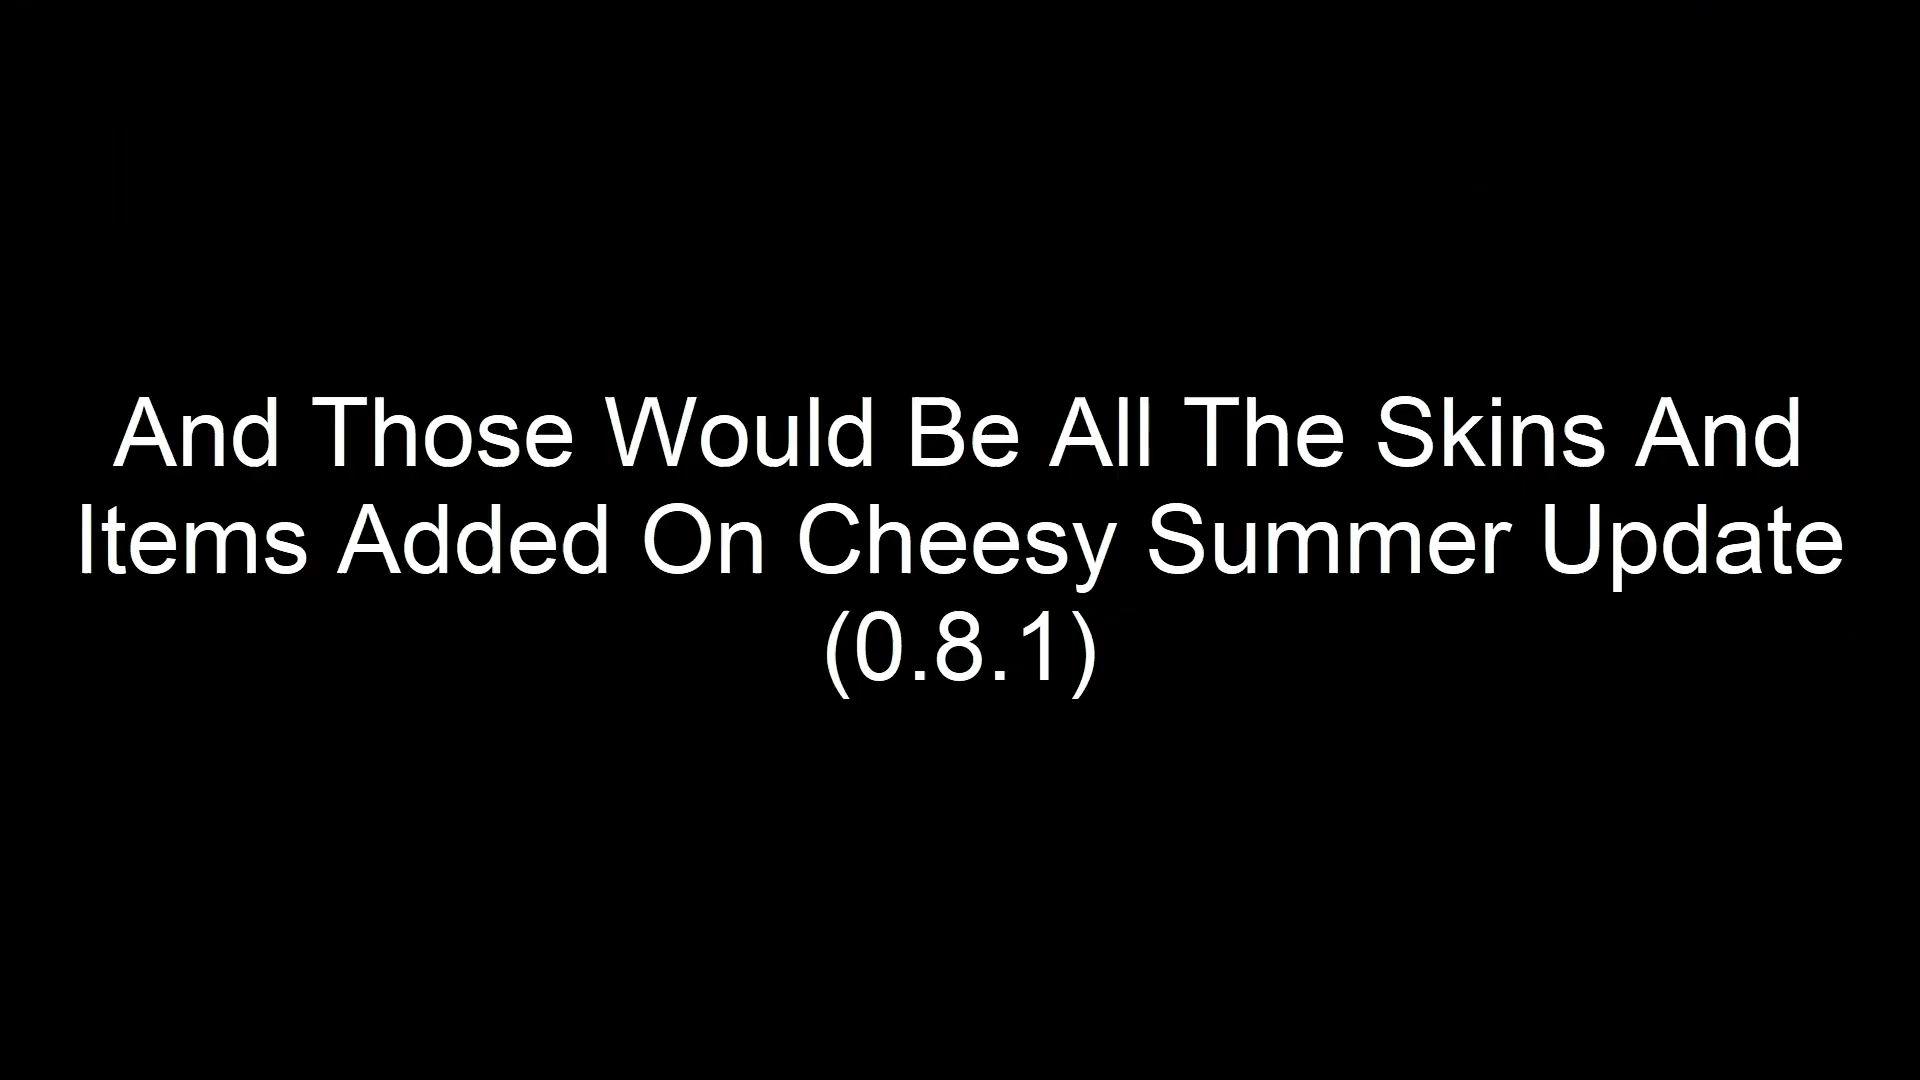 And Those Would Be All The Skins And
Items Added On Cheesy Summer Update
(0.8.1)